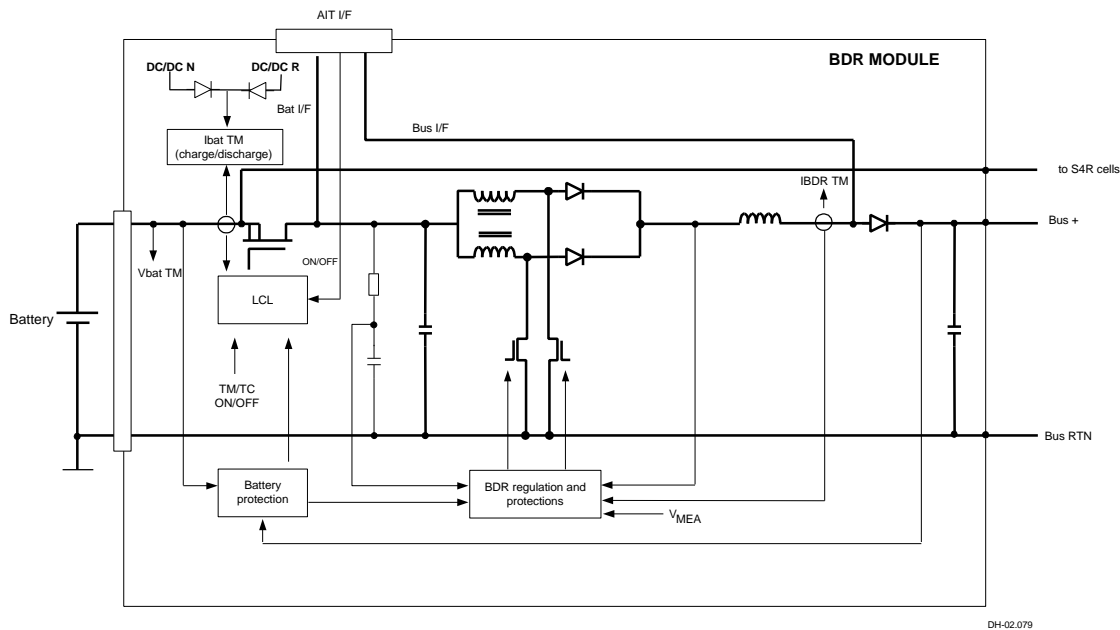 AIT I/F
BDR MODULE
DC/DC N
DC/DC R
Bat I/F
Bus I/F
Ibat TM
(charge/discharge)
to S4R cells
IBDR TM
Bus +
Vbat TM
ON/OFF
LCL
Battery
TM/TC
ON/OFF
Bus RTN
Battery
protection
BDR regulation and
protections
VMEA
DH-02.079